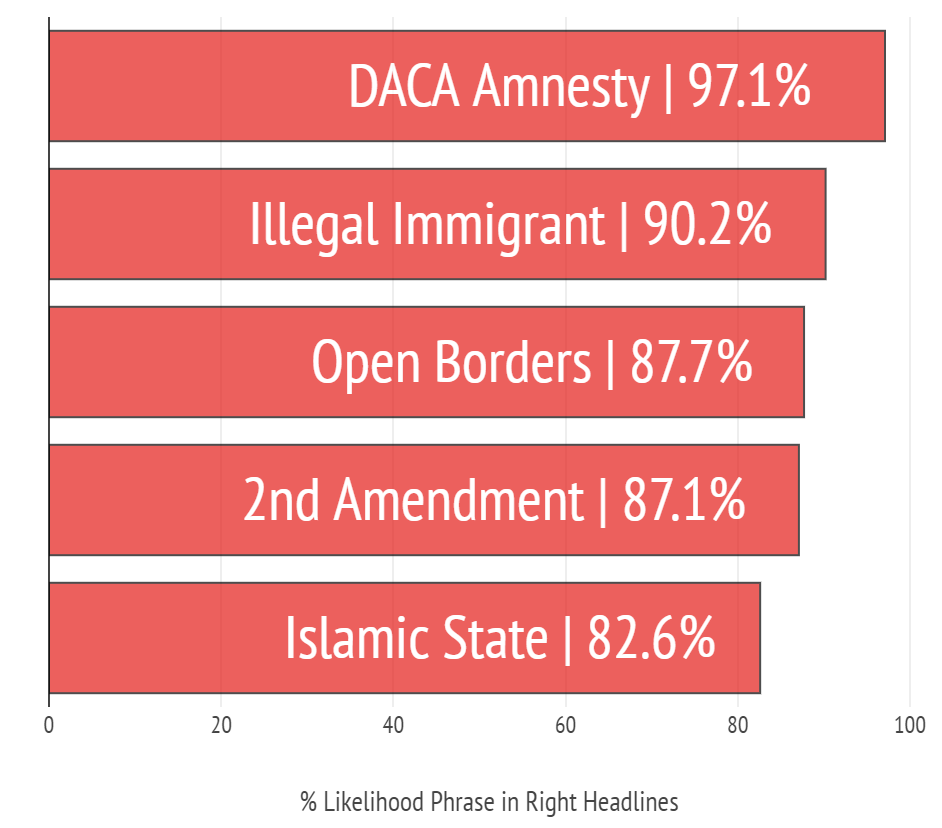 DACA Amnesty | 97.1%
Illegal Immigrant | 90.2%
Open Borders | 87.7%
2nd Amendment | 87.1%
Islamic State | 82.6%
0 20 40 60 80 100
% Likelihood Phrase in Right Headlines